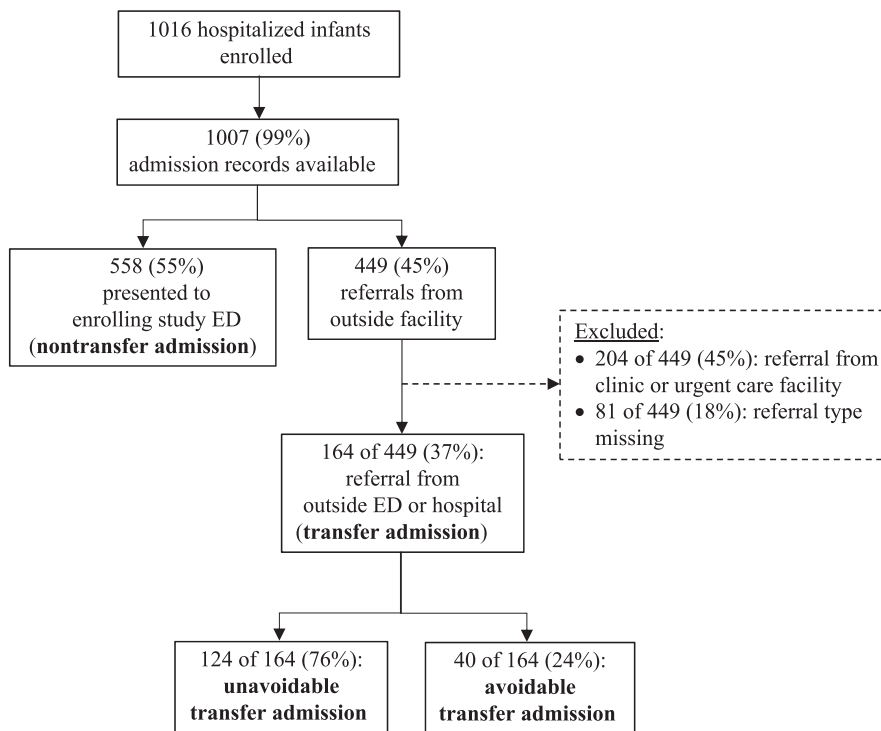 1016 hospitalized infants
enrolled
1007 (99%)
admission records available
558 (55%)
presented to
enrolling study ED
(nontransfer admission)
449 (45%)
referrals from
outside facility
Excluded:
• 204 of 449 (45%): referral from
clinic or urgent care facility
• 81 of 449 (18%): referral type
missing
164 of 449 (37%):
referral from
outside ED or hospital
(transfer admission)
124 of 164 (76%):
unavoidable
transfer admission
40 of 164 (24%):
avoidable
transfer admission